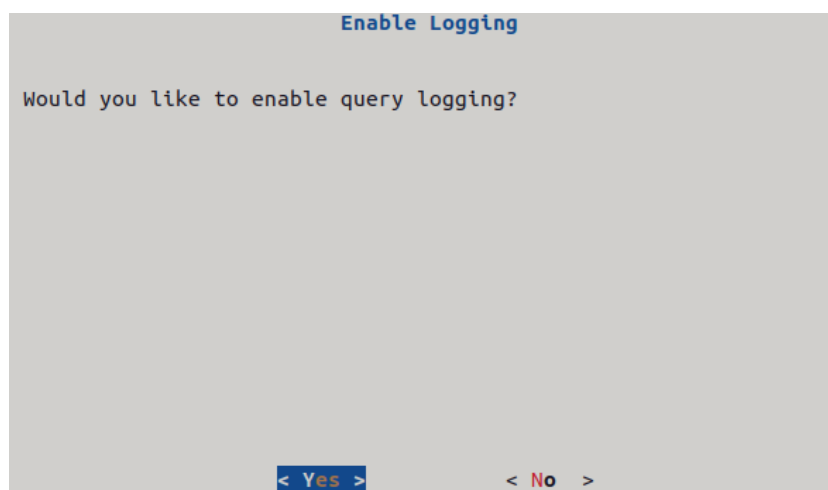 Enable Logging
Would you like to enable query logging?
< Yes > < No >